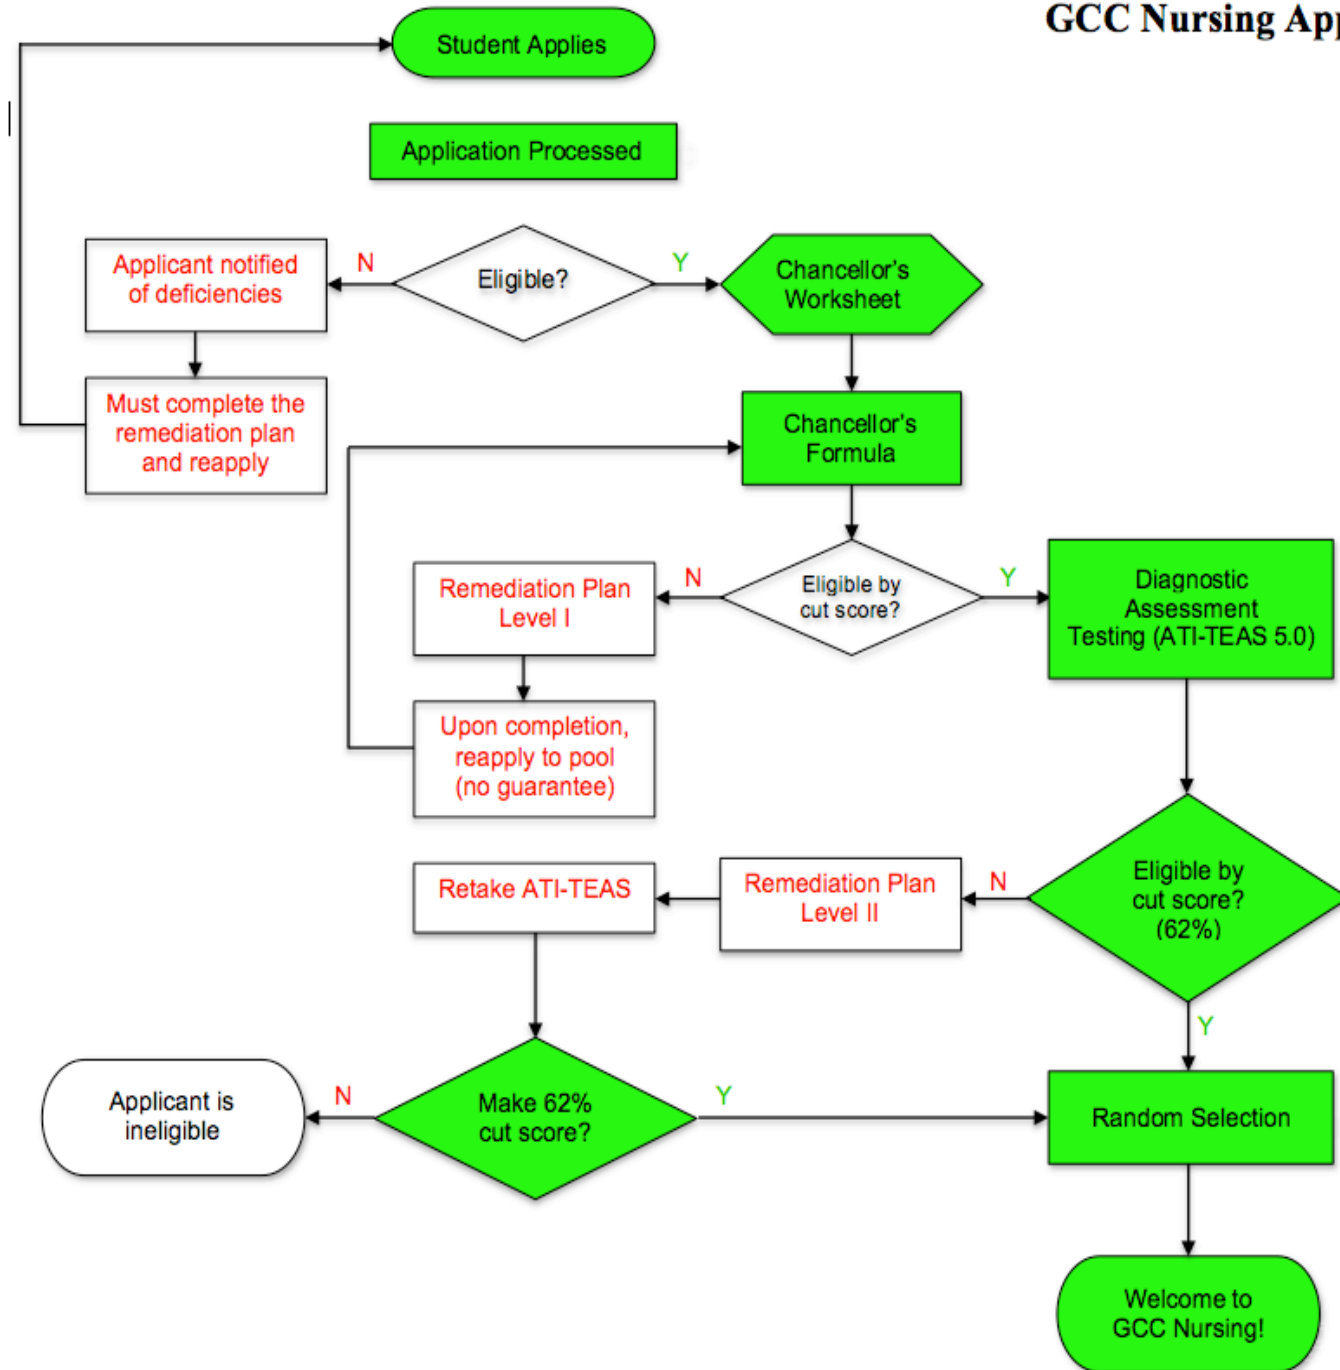 GCC Nursing App
Student Applies
Application Processed
Applicant notified
of deficiencies
N
Eligible?
Y
Chancellor's
Worksheet
Must complete the
remediation plan
and reapply
Chancellor's
Formula
Remediation Plan
Level I
N
Eligible by
cut score?
Y
Diagnostic
Assessment
Testing (ATI-TEAS 5.0)
Upon completion,
reapply to pool
(no guarantee)
Retake ATI-TEAS
Remediation Plan
Level II
N
Eligible by
cut score?
(62%)
Y
Applicant is
ineligible
N
Make 62%
cut score?
Y
Random Selection
Welcome to
GCC Nursing!